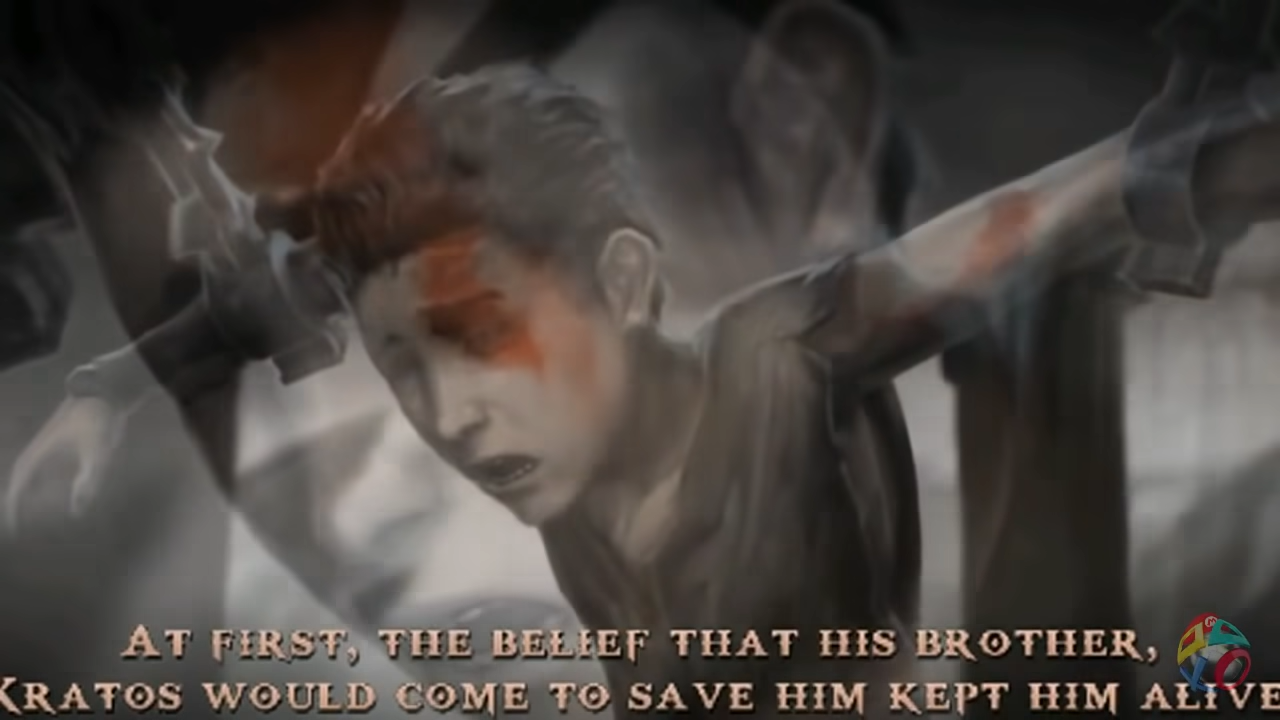 At first, the belief that his brother,
Kratos would come to save him kept him alive